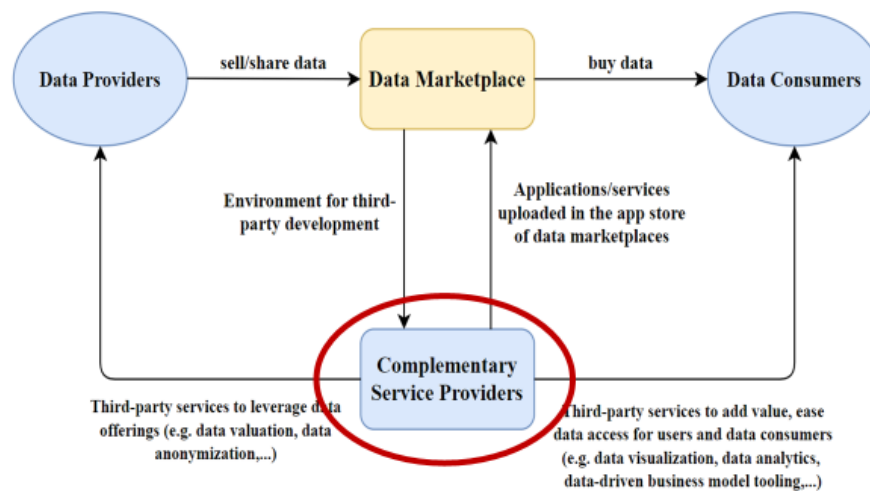 sell/share data
buy data
Data Providers
Data Marketplace
Data Consumers
Environment for third-
party development
Applications/services
uploaded in the app store
of data marketplaces
Complementary
Service Providers
Third-party services to leverage data
offerings (e.g. data valuation, data
anonymization,...)
Third-party services to add value, ease
data access for users and data consumers
(e.g. data visualization, data analytics,
data-driven business model tooling,...)